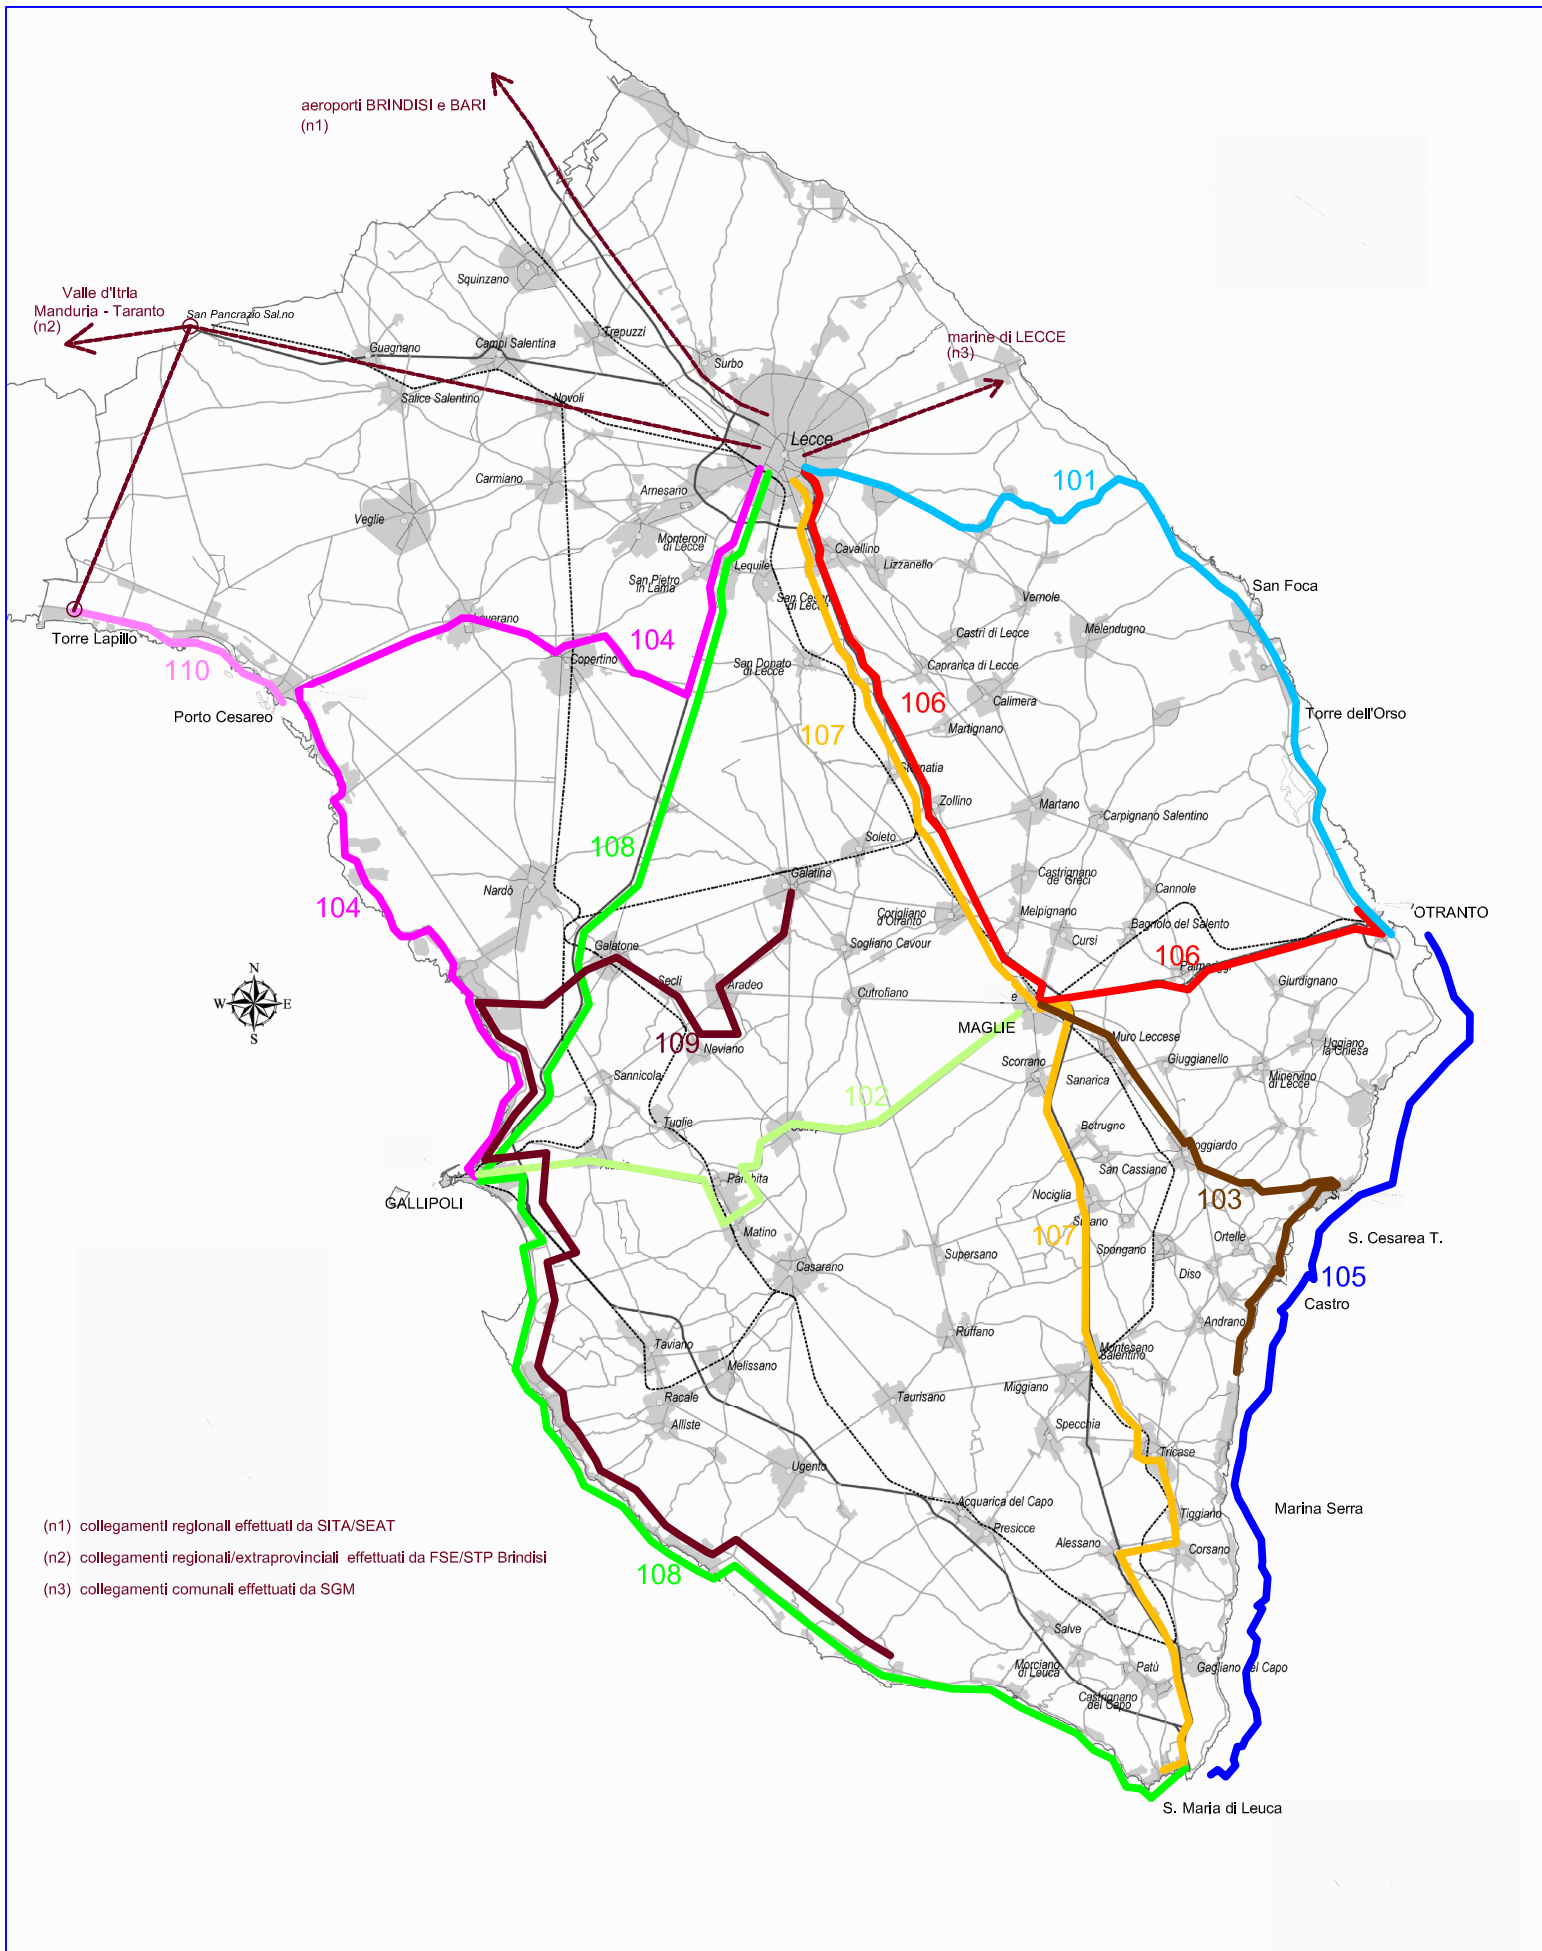 aeroporti BRINDISI e BARI
(n1)
Valle d'Itria
Manduria - Taranto
(n2)
San Pancrazio Sal.no
Squinzano
Trepuzzi
Guagnano
Campi Salentina
Surbo
marine di LECCE
(n3)
Salice Salentino
Novoli
Lecce
Carmiano
Arnesano
101
Veglie
Monteroni
di Lecce
Cavallino
Lequile
Lizzanello
San Pietro
in Lama
San Foca
di Lecce
Vernole
Torre Lapillo
104
Castri di Lecce
Melendugno
Copertino
San Donato
di Lecce
Caprarica di Lecce
110
106
Calimera
Porto Cesareo
Torre dell'Orso
107
Martignano
Zollino
Martano
Carpignano Salentino
108
Soleto
Galatina
Castrignano
de' Greci
Nardò
Cannole
104
Corigliano
d'Otranto
Melpignano
Bagnolo del Salento
OTRANTO
Galatone
Sogliano Cavour
Cursi
106
N
Secli
Aradeo
Cutrofiano
Giurdignano
W
E
S
MAGLIE
109
Neviano
Muro Leccese
Uggiano
la Chiesa
Scorrano
Giuggianello
Sannicola
Sanarica
Minervino
di Lecce
102
Tuglie
Botrugno
San Cassiano
GALLIPOLI
Nociglia
103
Matino
107
Ortelle
S. Cesarea T.
Supersano
Spongano
Casarano
Diso
105
Castro
Andrano
Ruffano
Taviano
Montesano
Salentino
Melissano
Miggiano
Racale
Taurisano
Alliste
Specchia
Tricase
Ugento
Acquarica del Capo
Tiggiano
Marina Serra
Presicce
(n1) collegamenti regionali effettuati da SITA/SEAT
Alessano
Corsano
(n2) collegamenti regionali/extraprovinciali effettuati da FSE/STP Brindisi
108
(n3) collegamenti comunali effettuati da SGM
Salve
Morciano
di Leuca
Patù
Castrignano
del Capo
S. Maria di Leuca